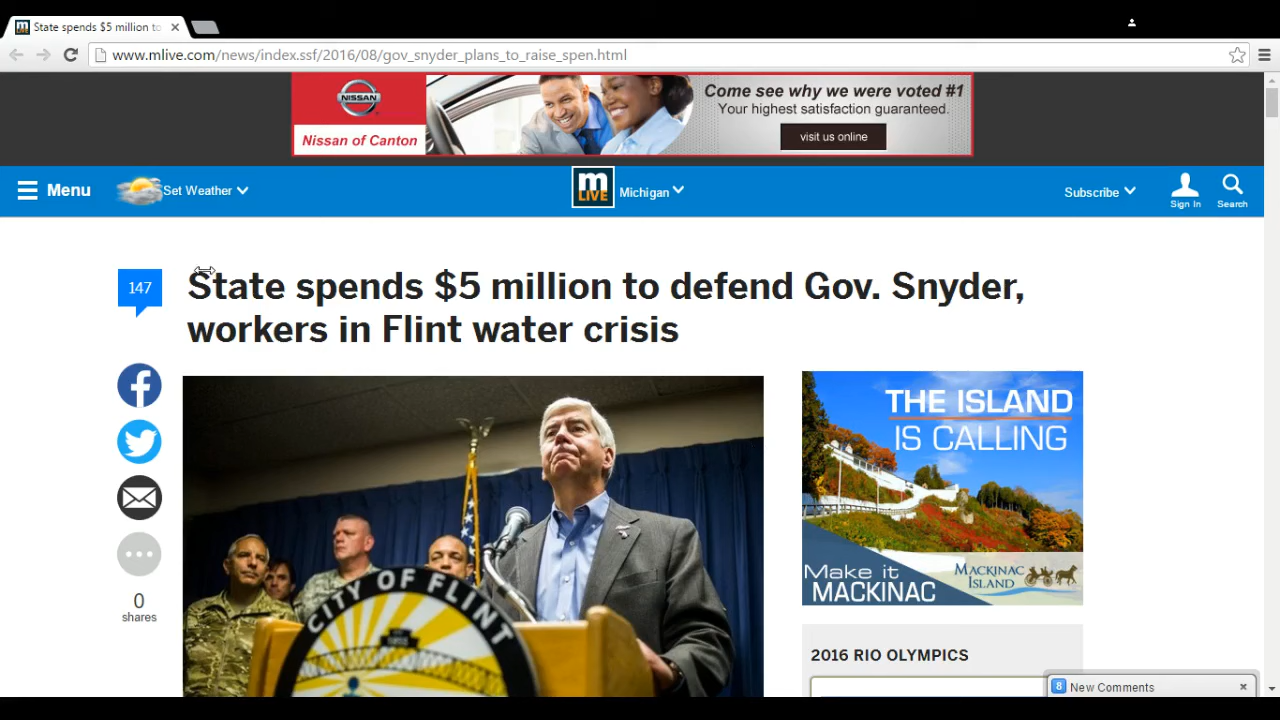 State spends $5 million to
www.mlive.com/news/index.ssf/2016/08/gov_snyder_plans_to_raise_spen.html
NISSAN
Nissan of Canton
Come see why we were voted #1
Your highest satisfaction guaranteed.
visit us online
Menu
Set Weather
m
LIVE
Michigan
Subscribe
Sign In
Search
147
State spends $5 million to defend Gov. Snyder,
workers in Flint water crisis
0
shares
CITY OF FLINT
THE ISLAND
IS CALLING
Make it
MACKINAC
MACKINAC
ISLAND
2016 RIO OLYMPICS
8 New Comments